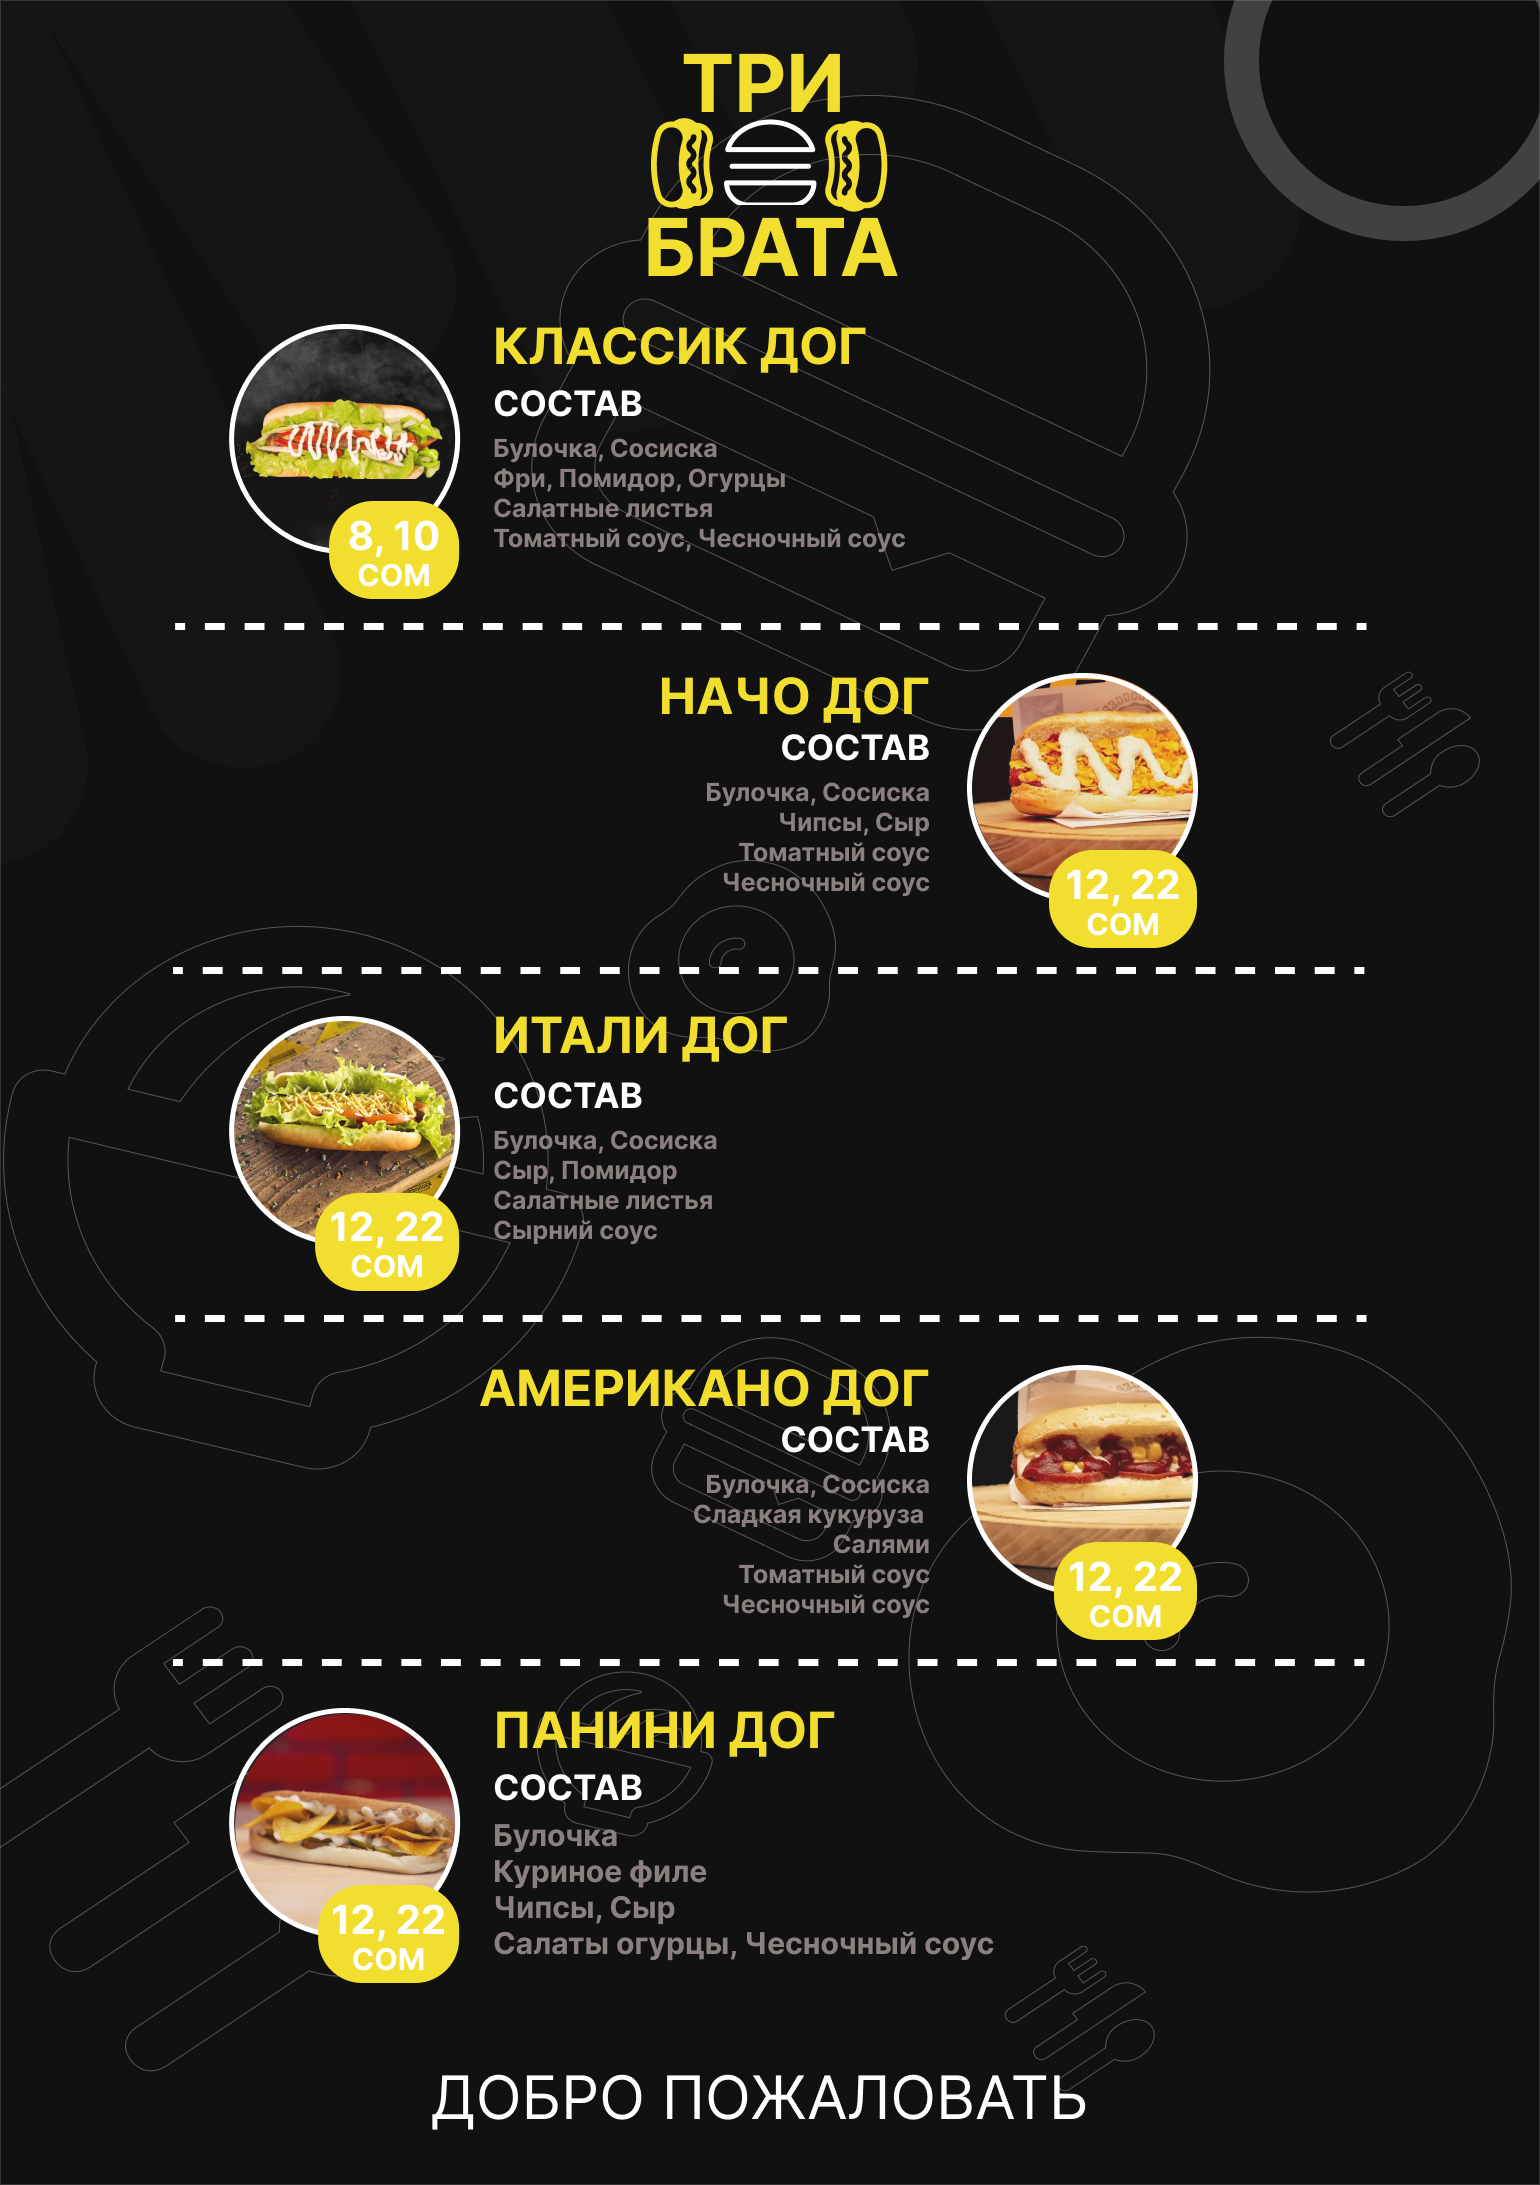 ТРИ
БРАТА
КЛАССИК ДОГ
СОСТАВ
Булочка, Сосиска
Фри, Помидор, Огурцы
Салатные листья
Томатный соус, Чесночный соус
8, 10
СОМ
НАЧО ДОГ
СОСТАВ
Булочка, Сосиска
Чипсы, Сыр
Томатный соус
Чесночный соус
12, 22
СОМ
ИТАЛИ ДОГ
СОСТАВ
Булочка, Сосиска
Сыр, Помидор
Салатные листья
Сырний соус
12, 22
СОМ
АМЕРИКАНО ДОГ
СОСТАВ
Булочка, Сосиска
Сладкая кукуруза
Салями
Томатный соус
Чесночный соус
12, 22
СОМ
ПАНИНИ ДОГ
СОСТАВ
Булочка
Куриное филе
Чипсы, Сыр
Салаты огурцы, Чесночный соус
12, 22
СОМ
ДОБРО ПОЖАЛОВАТЬ